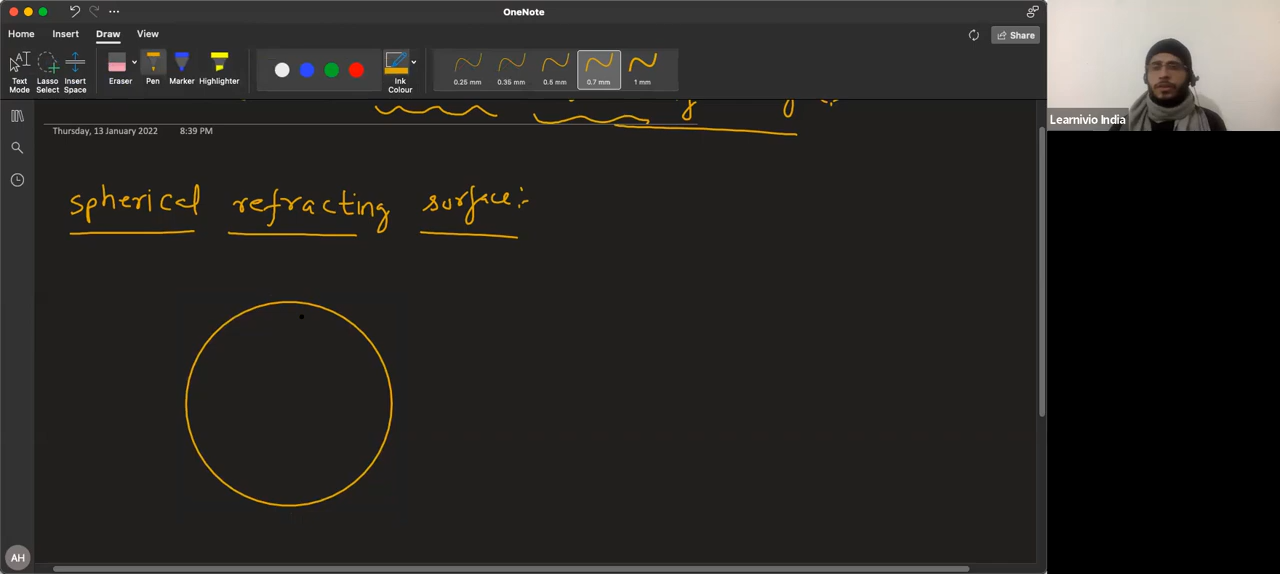 OneNote
Home Insert Draw View
Share
Text Mode
Lasso Select
Insert Space
Eraser
Pen
Marker
Highlighter
Ink Colour
0.25 mm
0.35 mm
0.5 mm
0.7 mm
1 mm
Learnivio India
Thursday, 13 January 2022 8:39 PM
spherical refracting surface :-
AH